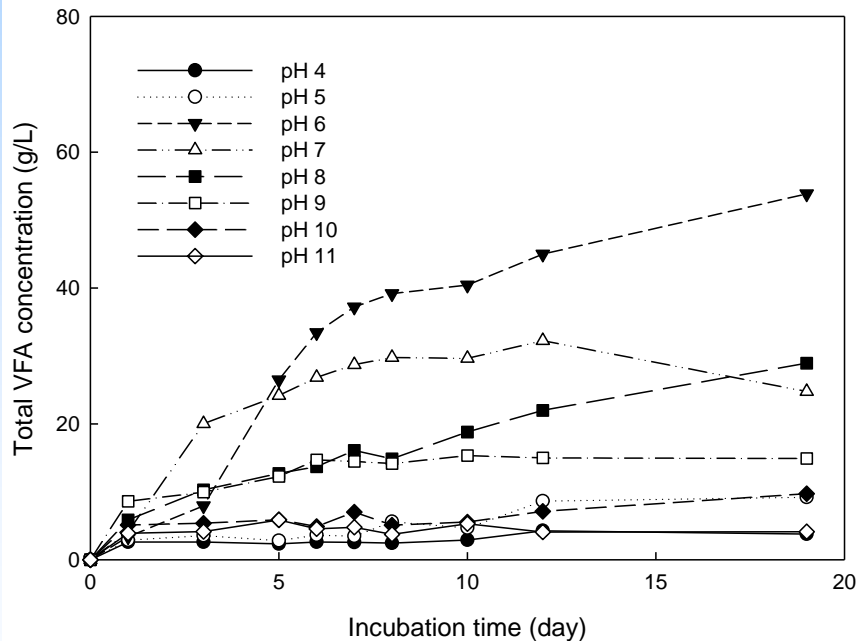 80
60
40
20
0
pH 4
pH 5
pH 6
pH 7
pH 8
pH 9
pH 10
pH 11
Total VFA concentration (g/L)
0 5 10 15 20
Incubation time (day)